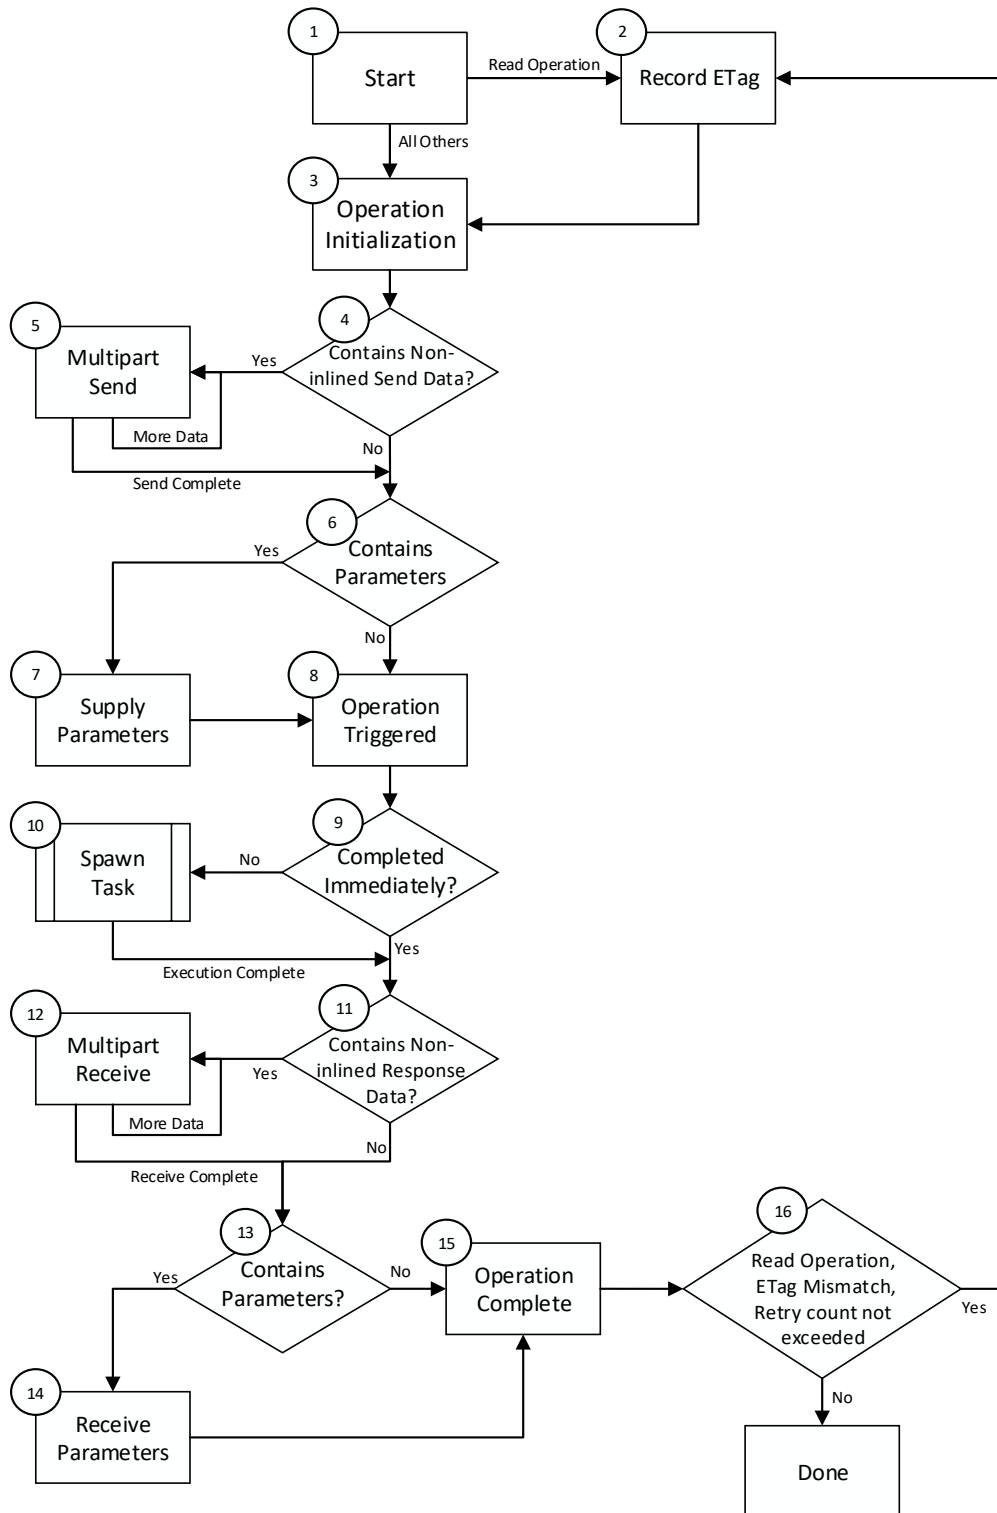 1
Start
Read Operation
2
Record ETag
All Others
3
Operation
Initialization
4
Contains Non-
inlined Send Data?
Yes
5
Multipart
Send
More Data
No
Send Complete
6
Contains
Parameters
Yes
No
7
Supply
Parameters
8
Operation
Triggered
9
Completed
Immediately?
No
10
Spawn
Task
Yes
Execution Complete
11
Contains Non-
inlined Response
Data?
Yes
12
Multipart
Receive
More Data
No
Receive Complete
13
Contains
Parameters?
Yes
No
14
Receive
Parameters
15
Operation
Complete
16
Read Operation,
ETag Mismatch,
Retry count not
exceeded
Yes
No
Done